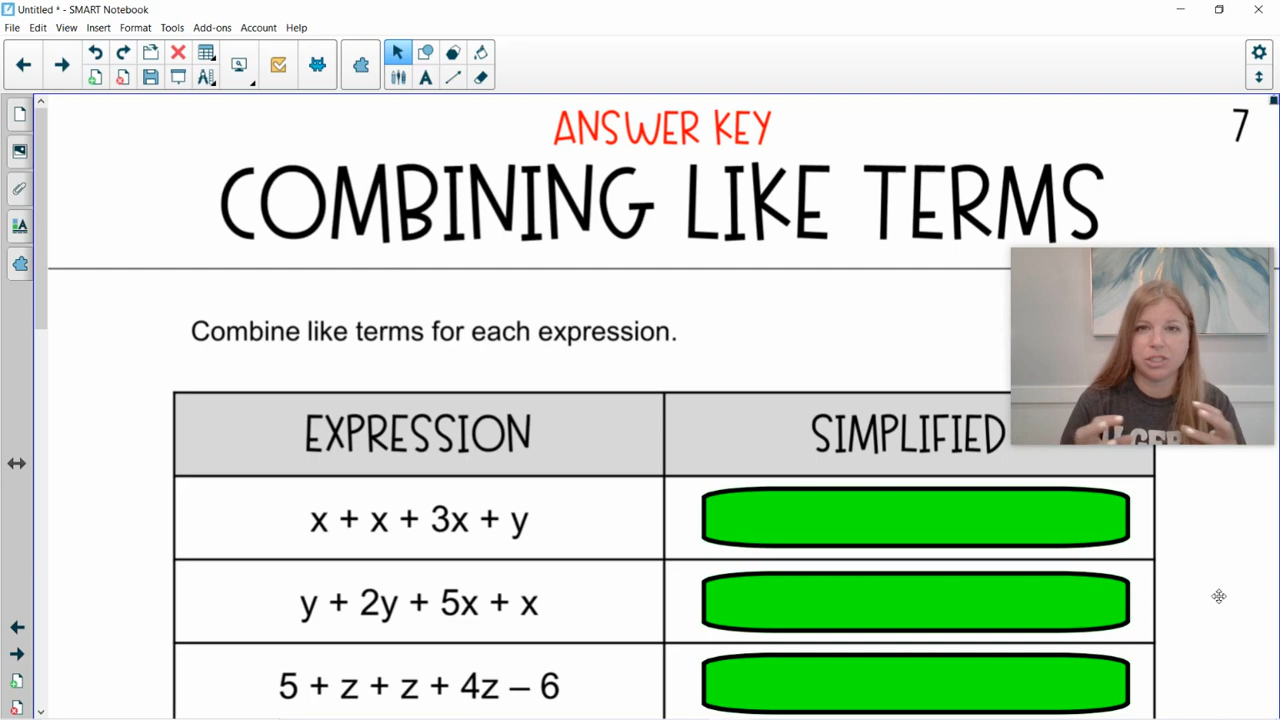 Untitled * - SMART Notebook
File Edit View Insert Format Tools Add-ons Account Help
ANSWER KEY
7
COMBINING LIKE TERMS
Combine like terms for each expression.
EXPRESSION SIMPLIFIED
x + x + 3x + y
y + 2y + 5x + x
5 + z + z + 4z – 6